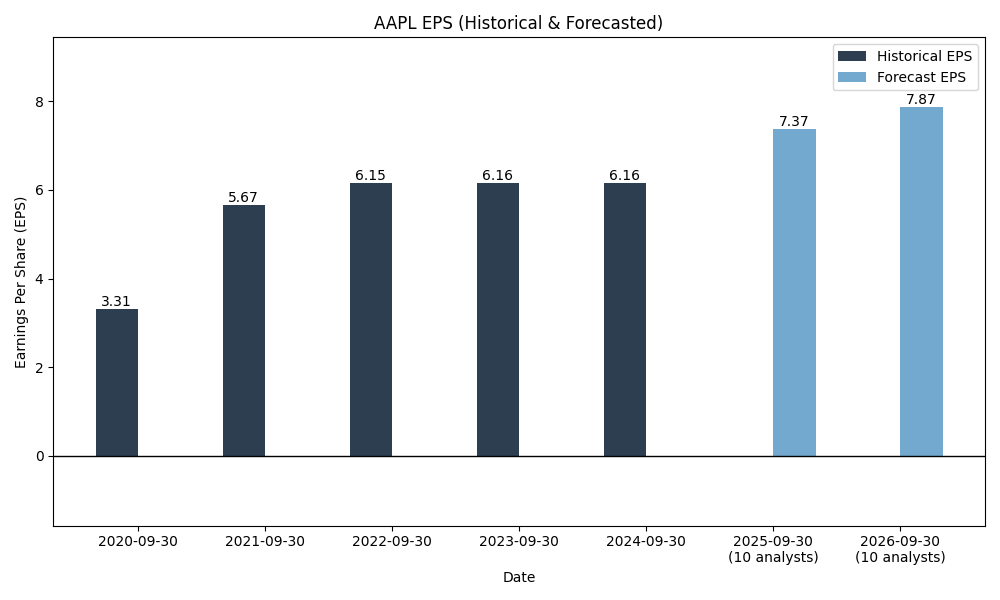 AAPL EPS (Historical & Forecasted)
Historical EPS
Forecast EPS
Earnings Per Share (EPS)
8
6
4
2
0
3.31
5.67
6.15
6.16
6.16
7.37
7.87
2020-09-30
2021-09-30
2022-09-30
2023-09-30
2024-09-30
2025-09-30
(10 analysts)
2026-09-30
(10 analysts)
Date